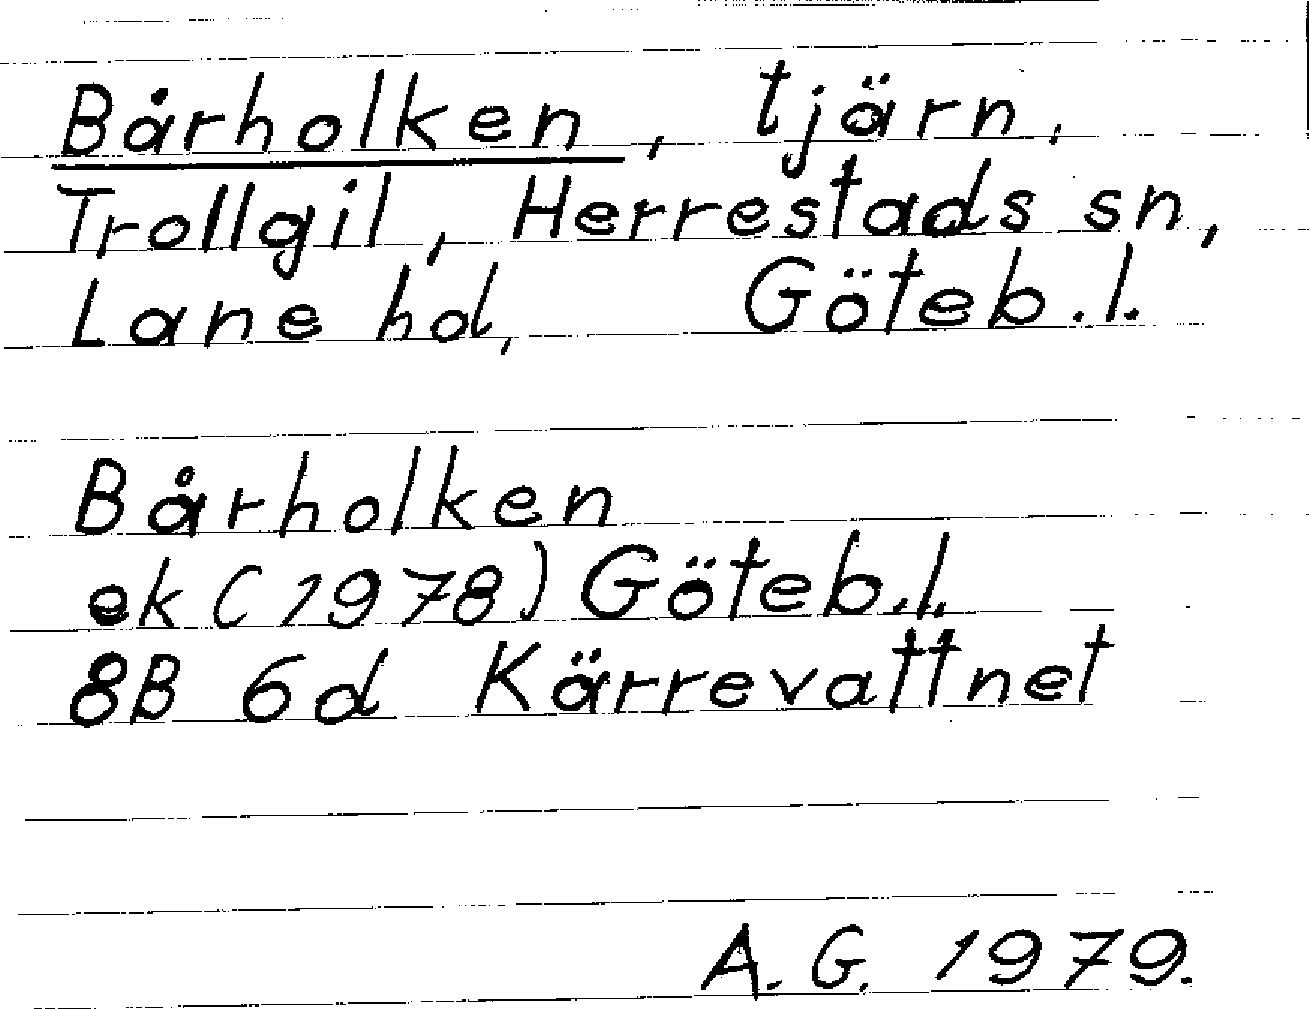 Bårholken, tjärn,
Trollgil, Herrestads sn,
Lane hd, Göteb.l.
Bårholken
ek (1978) Göteb.l.
8B 6d Kärrevattnet
A.G. 1979.